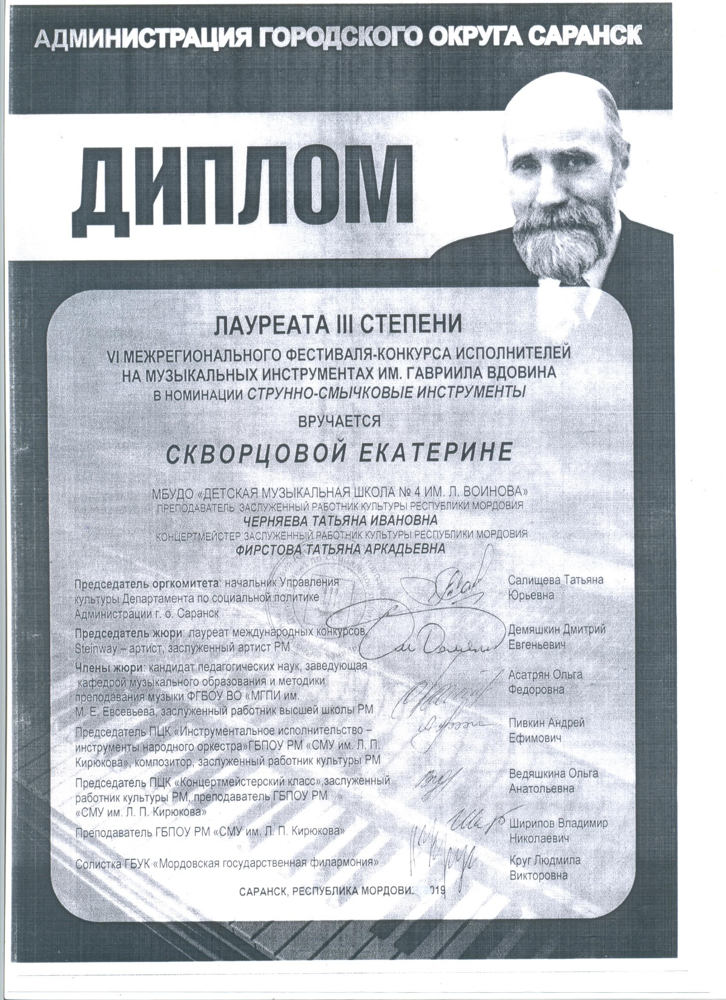 АДМИНИСТРАЦИЯ ГОРОДСКОГО ОКРУГА САРАНСК
ДИПЛОМ
ЛАУРЕАТА III СТЕПЕНИ
VI МЕЖРЕГИОНАЛЬНОГО ФЕСТИВАЛЯ-КОНКУРСА ИСПОЛНИТЕЛЕЙ
НА МУЗЫКАЛЬНЫХ ИНСТРУМЕНТАХ ИМ. ГАВРИИЛА ВДОВИНА
В НОМИНАЦИИ СТРУННО-СМЫЧКОВЫЕ ИНСТРУМЕНТЫ
ВРУЧАЕТСЯ
СКВОРЦОВОЙ ЕКАТЕРИНЕ
МБУДО «ДЕТСКАЯ МУЗЫКАЛЬНАЯ ШКОЛА № 4 ИМ. Л. ВОИНОВА»
ПРЕПОДАВАТЕЛЬ ЗАСЛУЖЕННЫЙ РАБОТНИК КУЛЬТУРЫ РЕСПУБЛИКИ МОРДОВИЯ
ЧЕРНЯЕВА ТАТЬЯНА ИВАНОВНА
КОНЦЕРТМЕЙСТЕР ЗАСЛУЖЕННЫЙ РАБОТНИК КУЛЬТУРЫ РЕСПУБЛИКИ МОРДОВИЯ
ФИРСТОВА ТАТЬЯНА АРКАДЬЕВНА
Председатель оргкомитета: начальник Управления
культуры Департамента по социальной политике
Администрации г. о. Саранск
Салищева Татьяна
Юрьевна
Председатель жюри: лауреат международных конкурсов,
Steinway – артист, заслуженный артист РМ
Демяшкин Дмитрий
Евгеньевич
Члены жюри: кандидат педагогических наук, заведующая
кафедрой музыкального образования и методики
преподавания музыки ФГБОУ ВО «МГПИ им.
М. Е. Евсевьева, заслуженный работник высшей школы РМ
Асатрян Ольга
Федоровна
Председатель ПЦК «Инструментальное исполнительство –
инструменты народного оркестра»ГБПОУ РМ «СМУ им. Л. П.
Кирюкова», композитор, заслуженный работник культуры РМ
Пивкин Андрей
Ефимович
Председатель ПЦК «Концертмейстерский класс»,заслуженный
работник культуры РМ, преподаватель ГБПОУ РМ
«СМУ им. Л. П. Кирюкова»
Ведяшкина Ольга
Анатольевна
Преподаватель ГБПОУ РМ «СМУ им. Л. П. Кирюкова»
Ширипов Владимир
Николаевич
Солистка ГБУК «Мордовская государственная филармония»
Круг Людмила
Викторовна
САРАНСК, РЕСПУБЛИКА МОРДОВИ 019